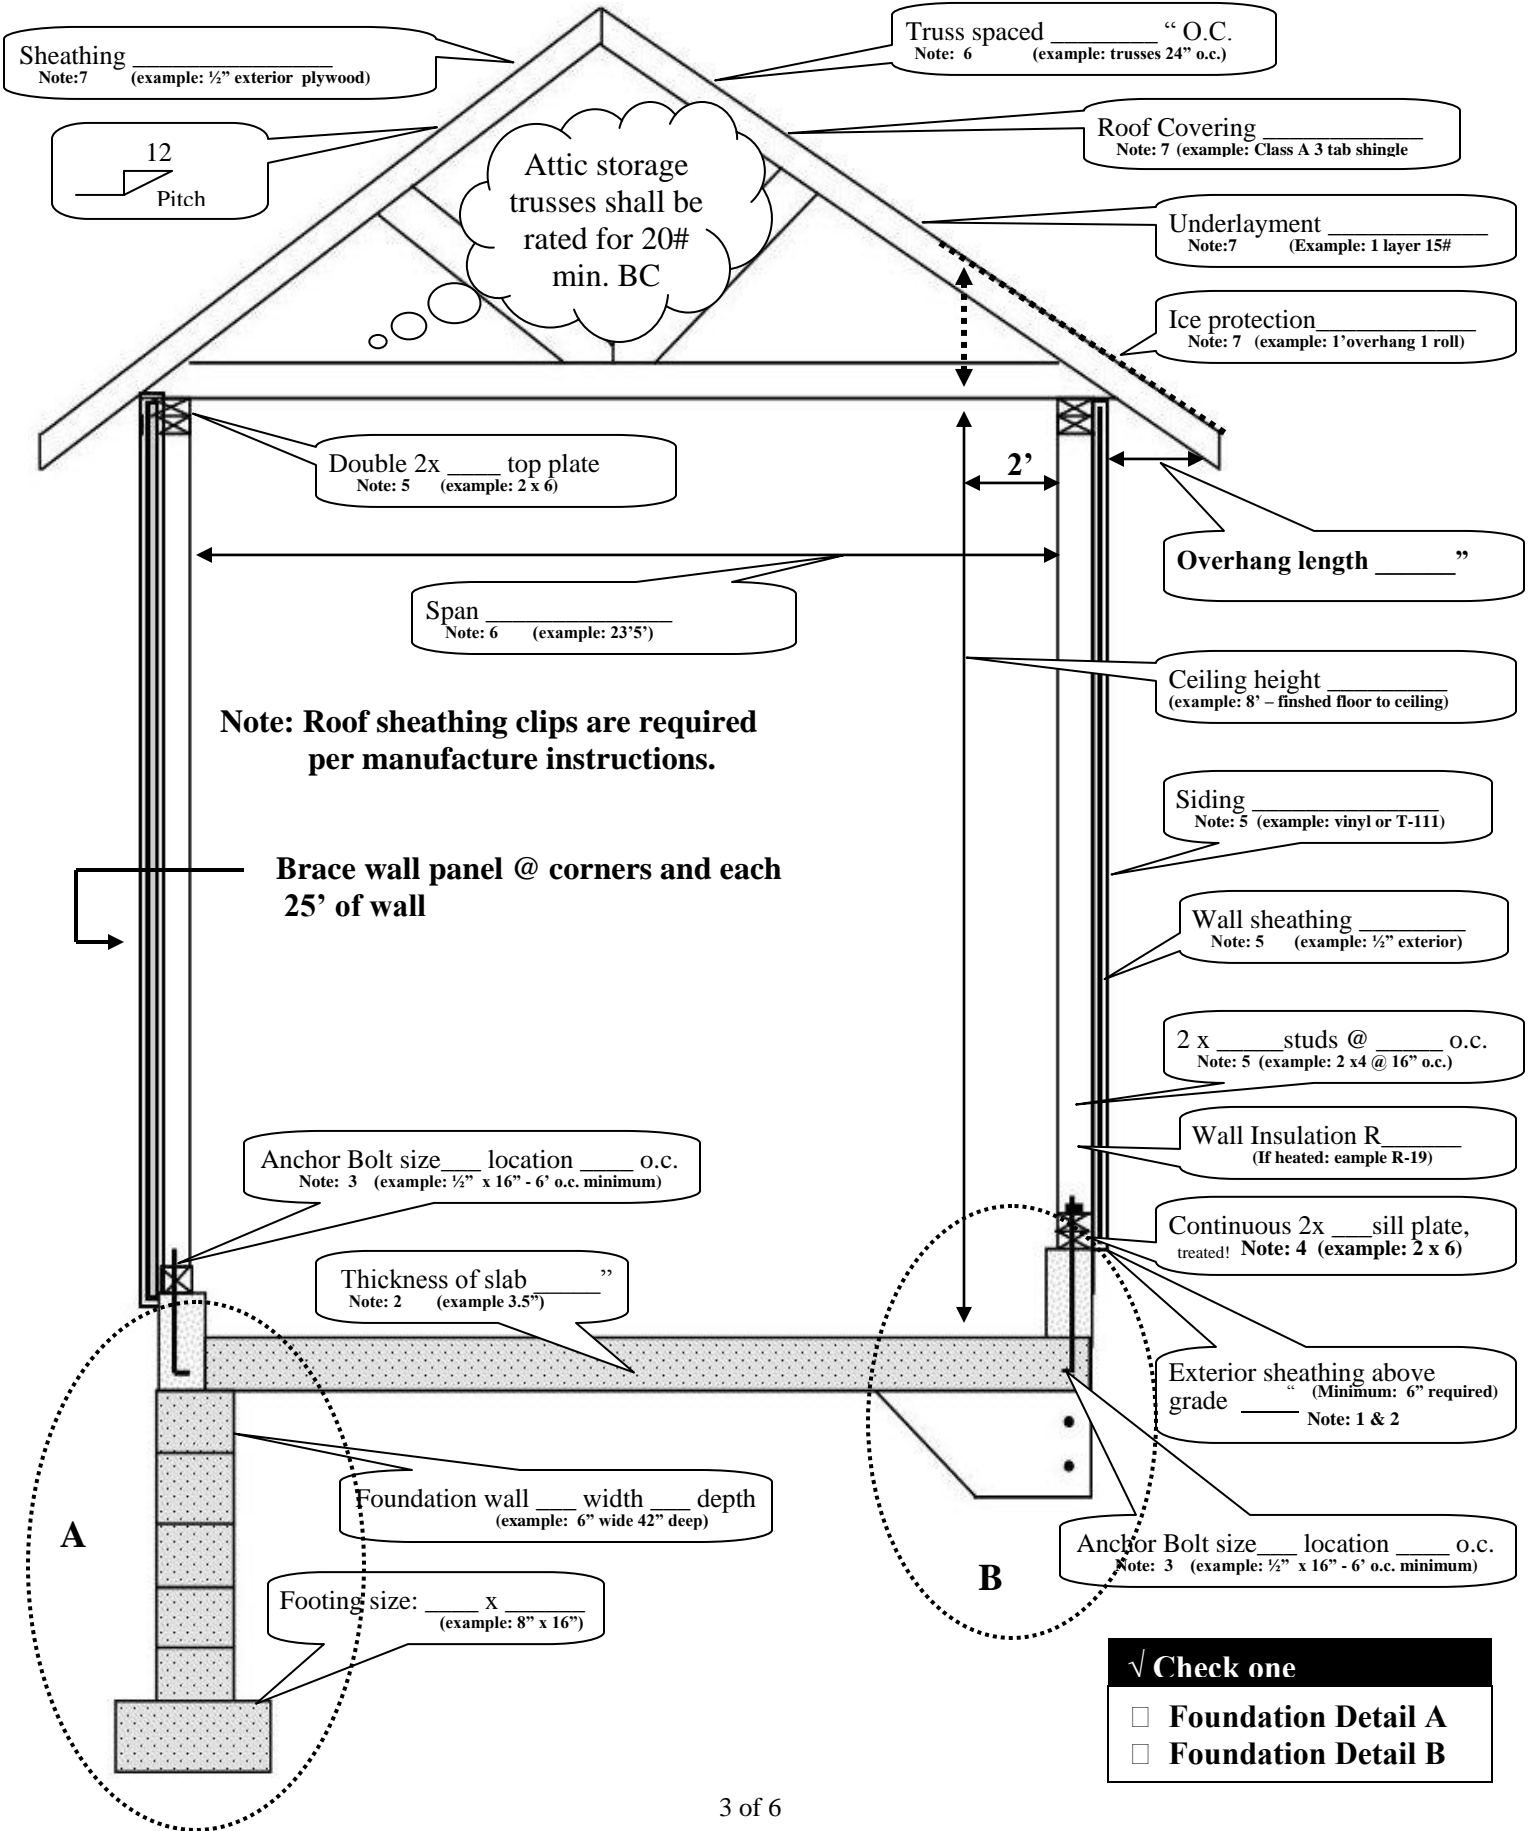 Sheathing _______________
Note:7 (example: ½” exterior plywood)
Truss spaced ________ “ O.C.
Note: 6 (example: trusses 24” o.c.)
12
Pitch
Roof Covering ____________
Note: 7 (example: Class A 3 tab shingle
Attic storage
trusses shall be
rated for 20#
min. BC
Underlayment ____________
Note:7 (Example: 1 layer 15#
Ice protection____________
Note: 7 (example: 1’overhang 1 roll)
Double 2x ____ top plate
Note: 5 (example: 2 x 6)
2’
Overhang length ______”
Span ______________
Note: 6 (example: 23’5’)
Ceiling height _________
(example: 8’ – finshed floor to ceiling)
Note: Roof sheathing clips are required
per manufacture instructions.
Siding ______________
Note: 5 (example: vinyl or T-111)
Brace wall panel @ corners and each
25’ of wall
Wall sheathing ________
Note: 5 (example: ½” exterior)
2 x _____studs @ _____ o.c.
Note: 5 (example: 2 x4 @ 16” o.c.)
Wall Insulation R______
(If heated: eample R-19)
Anchor Bolt size___ location ____ o.c.
Note: 3 (example: ½” x 16” - 6’ o.c. minimum)
Continuous 2x ___sill plate,
treated! Note: 4 (example: 2 x 6)
Thickness of slab _____”
Note: 2 (example 3.5”)
Exterior sheathing above
grade ____“ (Minimum: 6” required)
Note: 1 & 2
Foundation wall ___ width ___ depth
(example: 6” wide 42” deep)
A
Anchor Bolt size___ location ____ o.c.
Note: 3 (example: ½” x 16” - 6’ o.c. minimum)
B
Footing size: ____ x ______
(example: 8” x 16”)
√ Check one
□ Foundation Detail A
□ Foundation Detail B
3 of 6